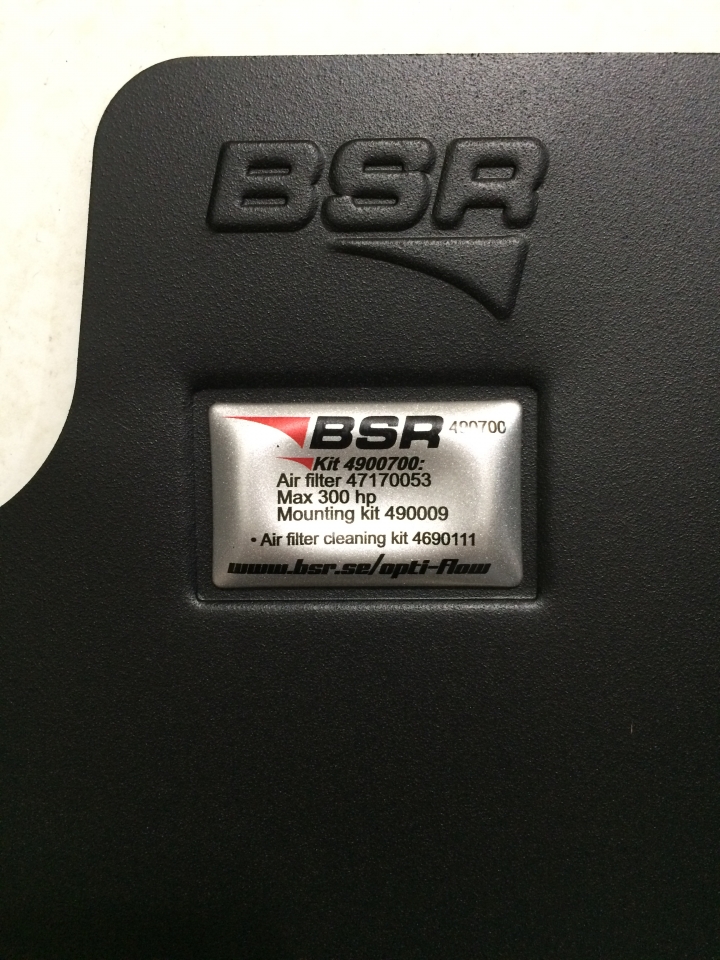 BSR
BSR 490700
Kit 4900700:
Air filter 47170053
Max 300 hp
Mounting kit 490009
• Air filter cleaning kit 4690111
www.bsr.se/opti-flow